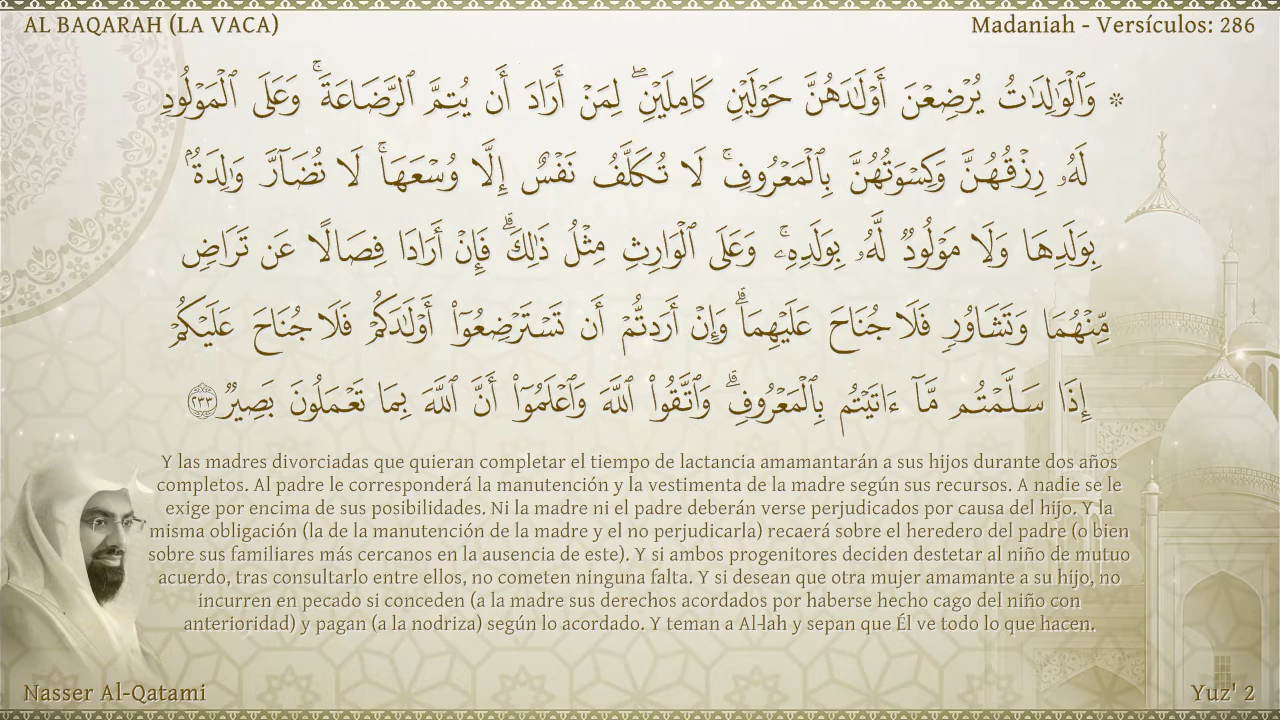 AL BAQARAH (LA VACA)
Madaniah - Versículos: 286
۞ وَٱلْوَٰلِدَٰتُ يُرْضِعْنَ أَوْلَٰدَهُنَّ حَوْلَيْنِ كَامِلَيْنِ ۖ لِمَنْ أَرَادَ أَن يُتِمَّ ٱلرَّضَاعَةَ ۚ وَعَلَى ٱلْمَوْلُودِ
لَهُۥ رِزْقُهُنَّ وَكِسْوَتُهُنَّ بِٱلْمَعْرُوفِ ۚ لَا تُكَلَّفُ نَفْسٌ إِلَّا وُسْعَهَا ۚ لَا تُضَآرَّ وَٰلِدَةٌۢ
بِوَلَدِهَا وَلَا مَوْلُودٌ لَّهُۥ بِوَلَدِهِۦ ۚ وَعَلَى ٱلْوَارِثِ مِثْلُ ذَٰلِكَ ۗ فَإِنْ أَرَادَا فِصَالًا عَن تَرَاضٍ
مِّنْهُمَا وَتَشَاوُرٍ فَلَا جُنَاحَ عَلَيْهِمَا ۗ وَإِنْ أَرَدتُّمْ أَن تَسْتَرْضِعُوٓا۟ أَوْلَٰدَكُمْ فَلَا جُنَاحَ عَلَيْكُمْ
إِذَا سَلَّمْتُم مَّآ ءَاتَيْتُم بِٱلْمَعْرُوفِ ۗ وَٱتَّقُوا۟ ٱللَّهَ وَٱعْلَمُوٓا۟ أَنَّ ٱللَّهَ بِمَا تَعْمَلُونَ بَصِيرٌ ٢٣٣
Y las madres divorciadas que quieran completar el tiempo de lactancia amamantarán a sus hijos durante dos años
completos. Al padre le corresponderá la manutención y la vestimenta de la madre según sus recursos. A nadie se le
exige por encima de sus posibilidades. Ni la madre ni el padre deberán verse perjudicados por causa del hijo. Y la
misma obligación (la de la manutención de la madre y el no perjudicarla) recaerá sobre el heredero del padre (o bien
sobre sus familiares más cercanos en la ausencia de este). Y si ambos progenitores deciden destetar al niño de mutuo
acuerdo, tras consultarlo entre ellos, no cometen ninguna falta. Y si desean que otra mujer amamante a su hijo, no
incurren en pecado si conceden (a la madre sus derechos acordados por haberse hecho cago del niño con
anterioridad) y pagan (a la nodriza) según lo acordado. Y teman a Al-lah y sepan que Él ve todo lo que hacen.
Nasser Al-Qatami
Yuz' 2